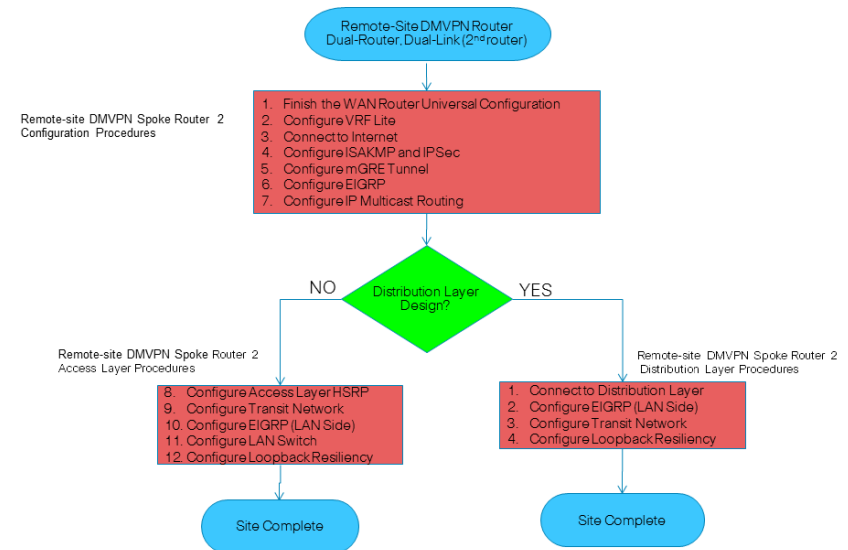 Remote-Site DMVPN Router
Dual-Router, Dual-Link (2nd router)
Remote-site DMVPN Spoke Router 2
Configuration Procedures
1. Finish the WAN Router Universal Configuration
2. Configure VRF Lite
3. Connect to Internet
4. Configure ISAKMP and IPSec
5. Configure mGRE Tunnel
6. Configure EIGRP
7. Configure IP Multicast Routing
Distribution Layer
Design?
NO
YES
Remote-site DMVPN Spoke Router 2
Access Layer Procedures
8. Configure Access Layer HSRP
9. Configure Transit Network
10. Configure EIGRP (LAN Side)
11. Configure LAN Switch
12. Configure Loopback Resiliency
Site Complete
Remote-site DMVPN Spoke Router 2
Distribution Layer Procedures
1. Connect to Distribution Layer
2. Configure EIGRP (LAN Side)
3. Configure Transit Network
4. Configure Loopback Resiliency
Site Complete